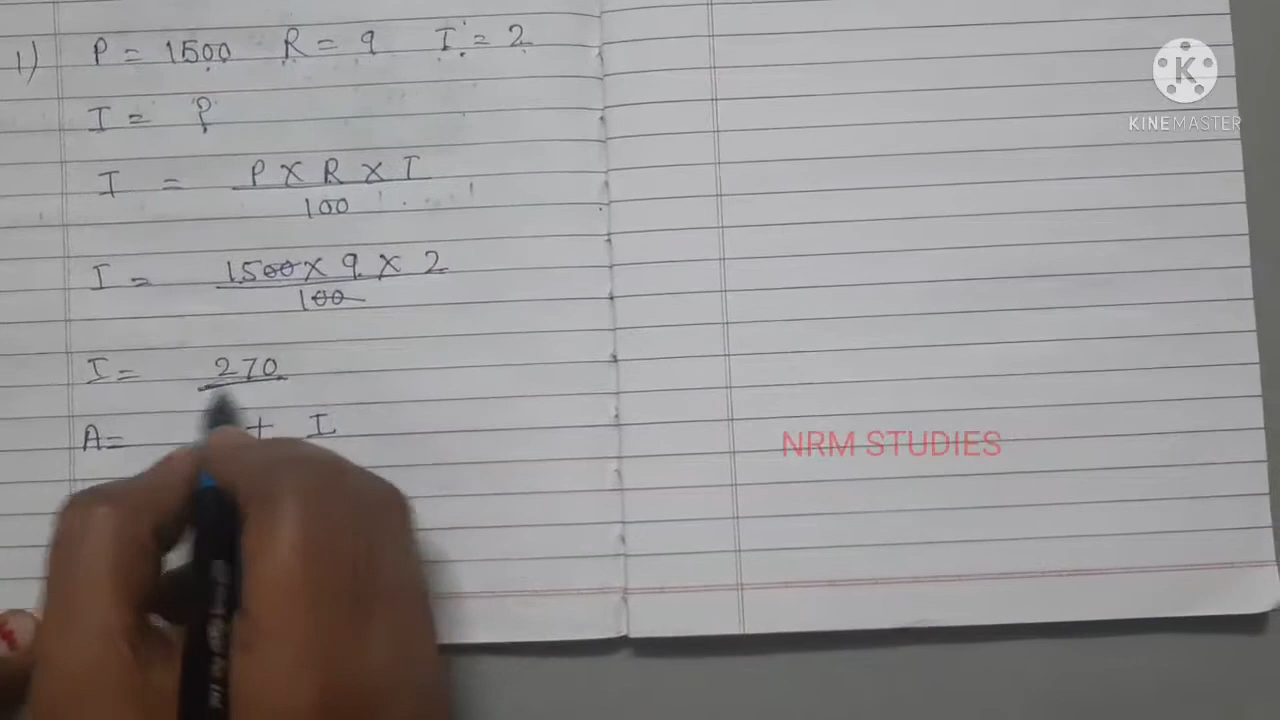 1) P = 1500 R = 9 I = 2
I = ?
I = P X R X I
100
I = 1500 X 9 X 2
100
I = 270
A = + I
KINEMASTER
NRM STUDIES